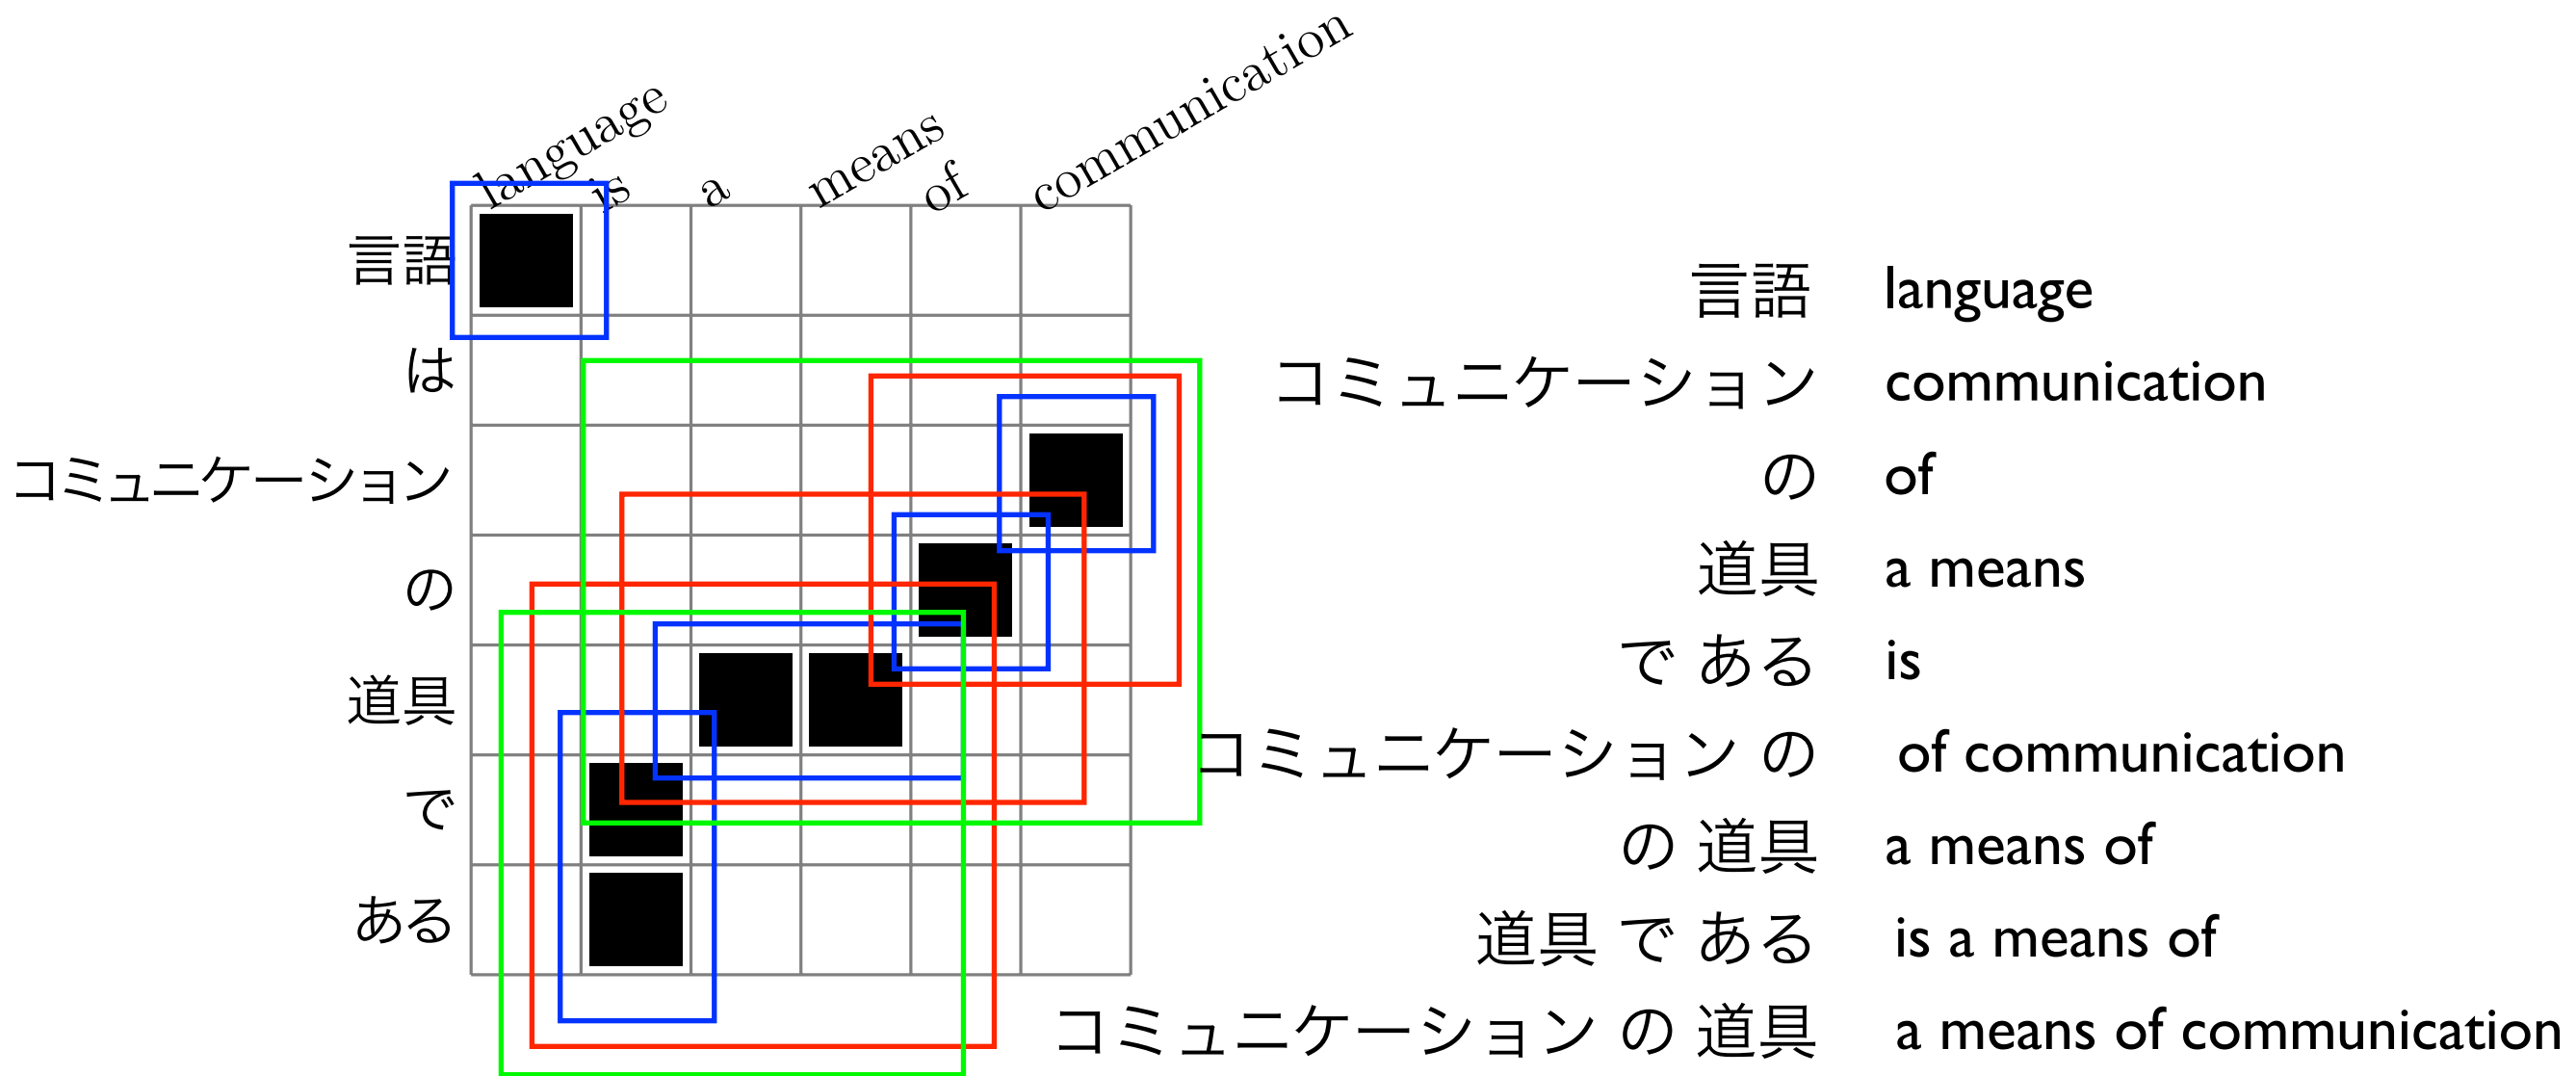 language
is
a
means
of
communication
言語
は
コミュニケーション
の
道具
で
ある
言語 language
コミュニケーション communication
の of
道具 a means
で ある is
コミュニケーション の of communication
の 道具 a means of
道具 で ある is a means of
コミュニケーション の 道具 a means of communication